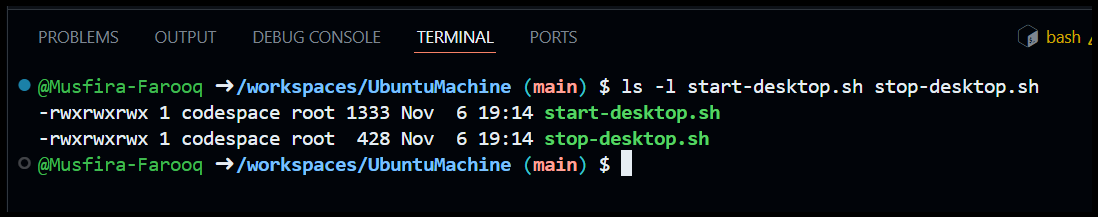 PROBLEMS OUTPUT DEBUG CONSOLE TERMINAL PORTS bash
@Musfira-Farooq ➜/workspaces/UbuntuMachine (main) $ ls -l start-desktop.sh stop-desktop.sh
-rwxrwxrwx 1 codespace root 1333 Nov  6 19:14 start-desktop.sh
-rwxrwxrwx 1 codespace root  428 Nov  6 19:14 stop-desktop.sh
@Musfira-Farooq ➜/workspaces/UbuntuMachine (main) $